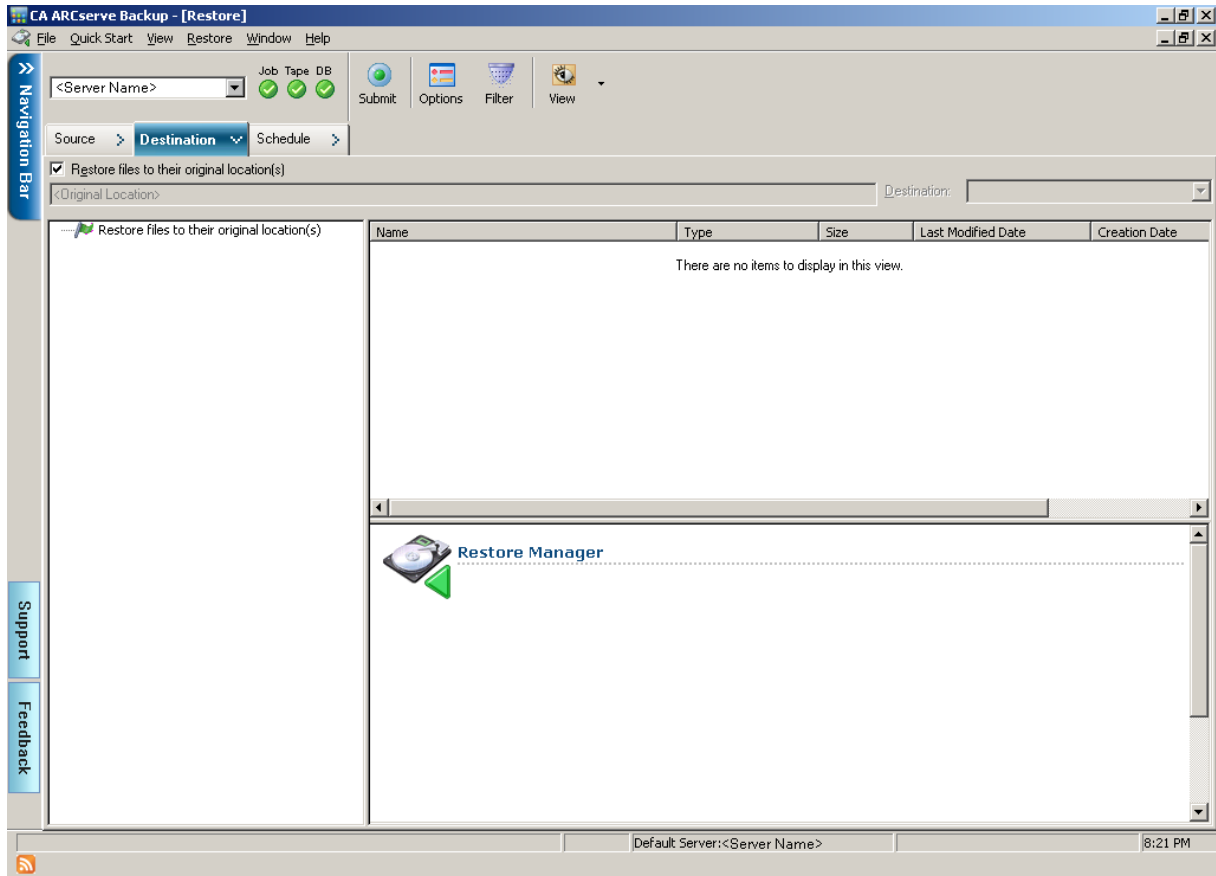 CA ARCserve Backup - [Restore]
File Quick Start View Restore Window Help
Navigation Bar
<Server Name>
Job Tape DB
Submit Options Filter View
Source Destination Schedule
Restore files to their original location(s)
<Original Location> Destination:
Restore files to their original location(s)
Name Type Size Last Modified Date Creation Date
There are no items to display in this view.
Restore Manager
Support
Feedback
Default Server:<Server Name> 8:21 PM